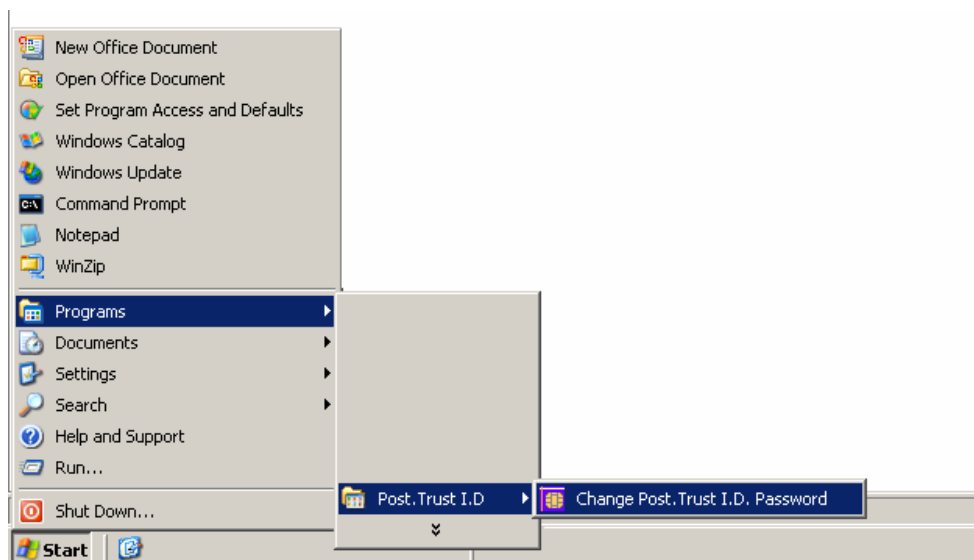 New Office Document
Open Office Document
Set Program Access and Defaults
Windows Catalog
Windows Update
C:\
Command Prompt
Notepad
WinZip
Programs
Documents
Settings
Search
Help and Support
Run...
Post.Trust I.D
Change Post.Trust I.D. Password
Shut Down...
Start